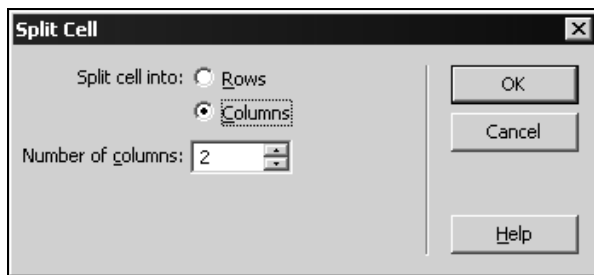 Split Cell
Split cell into: Rows
Columns
Number of columns: 2
OK
Cancel
Help